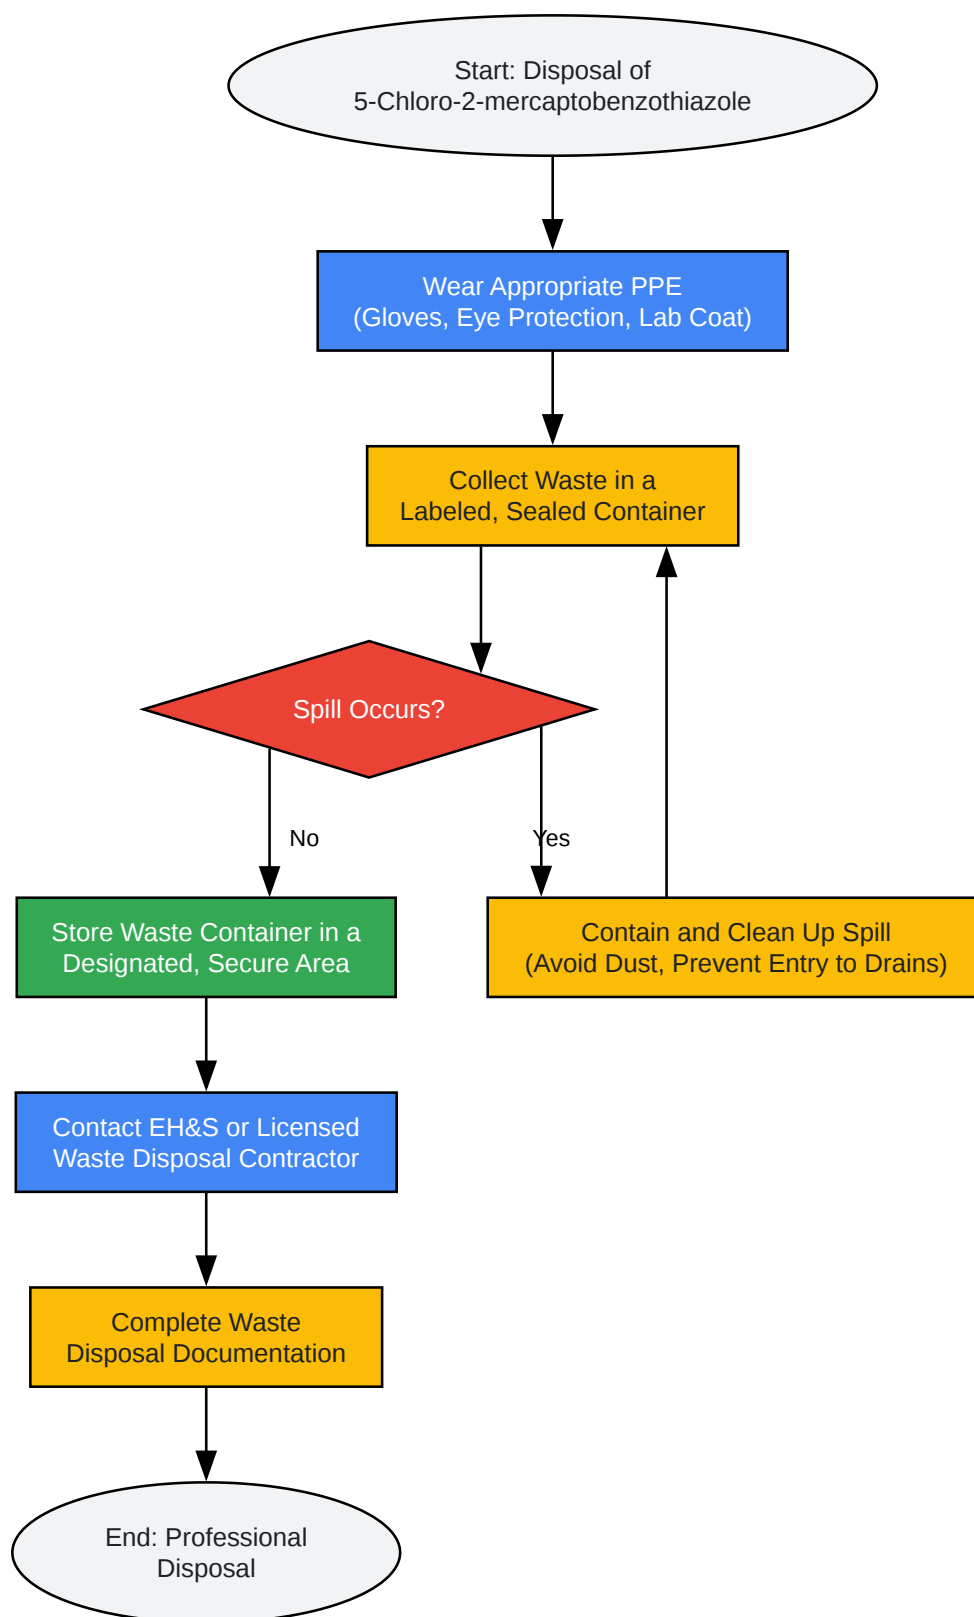 Start: Disposal of
5-Chloro-2-mercaptobenzothiazole
Wear Appropriate PPE
(Gloves, Eye Protection, Lab Coat)
Collect Waste in a
Labeled, Sealed Container
Spill Occurs?
No
Yes
Store Waste Container in a
Designated, Secure Area
Contain and Clean Up Spill
(Avoid Dust, Prevent Entry to Drains)
Contact EH&S or Licensed
Waste Disposal Contractor
Complete Waste
Disposal Documentation
End: Professional
Disposal